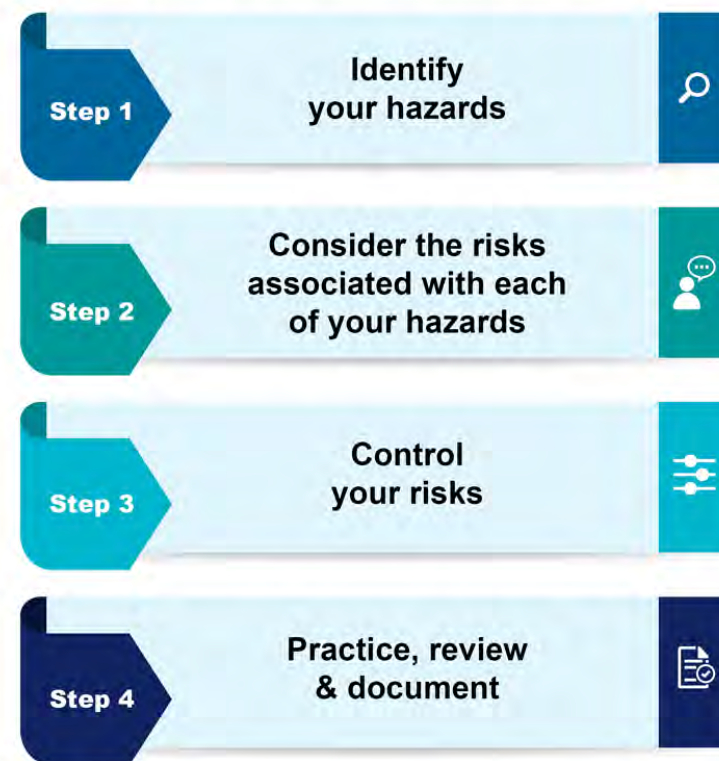 Step 1
Identify
your hazards
Step 2
Consider the risks
associated with each
of your hazards
Step 3
Control
your risks
Step 4
Practice, review
& document